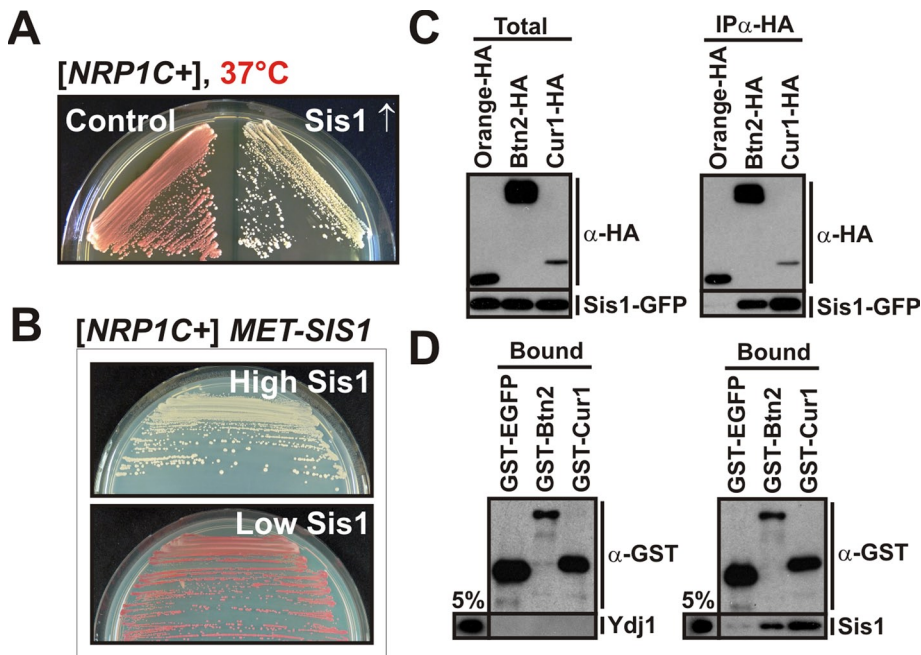 A
[NRP1C+], 37°C
Control
Sis1 ↑
B
[NRP1C+] MET-SIS1
High Sis1
Low Sis1
C
Total
Orange-HA
Btn2-HA
Cur1-HA
α-HA
Sis1-GFP
IPα-HA
Orange-HA
Btn2-HA
Cur1-HA
α-HA
Sis1-GFP
D
Bound
GST-EGFP
GST-Btn2
GST-Cur1
α-GST
5%
Ydj1
Bound
GST-EGFP
GST-Btn2
GST-Cur1
α-GST
5%
Sis1